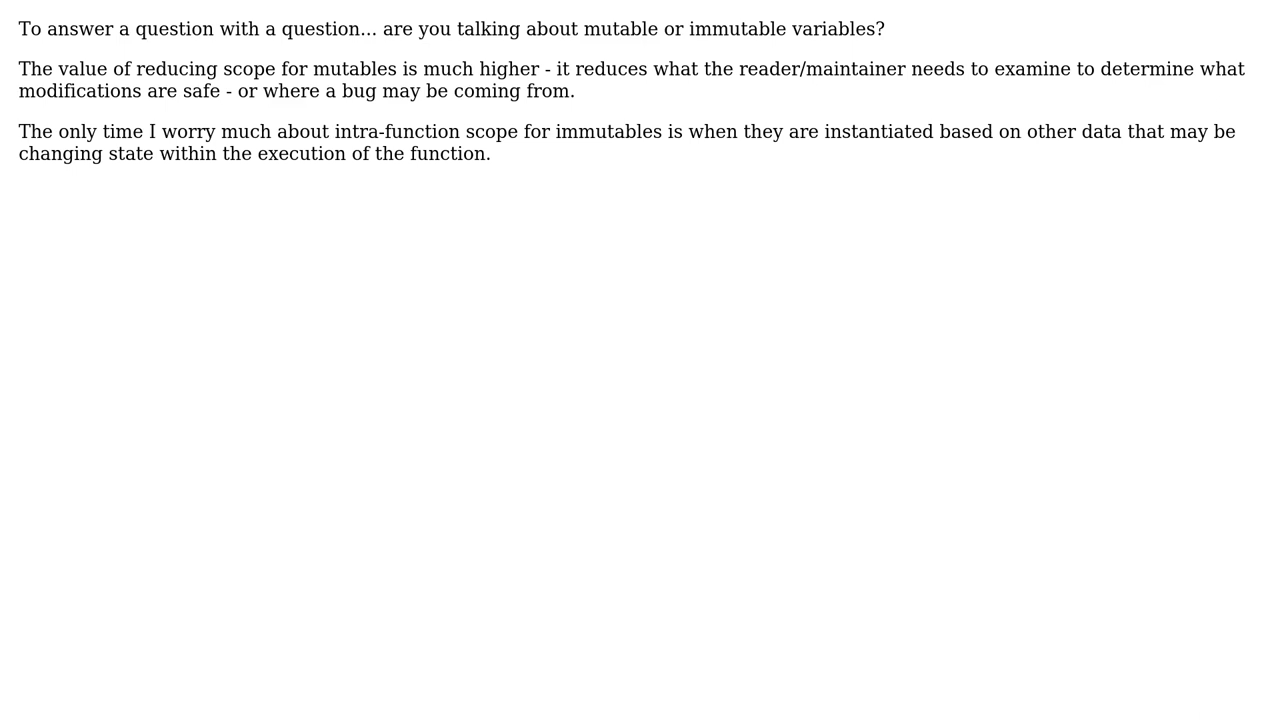 To answer a question with a question... are you talking about mutable or immutable variables?
The value of reducing scope for mutables is much higher - it reduces what the reader/maintainer needs to examine to determine what
modifications are safe - or where a bug may be coming from.
The only time I worry much about intra-function scope for immutables is when they are instantiated based on other data that may be
changing state within the execution of the function.